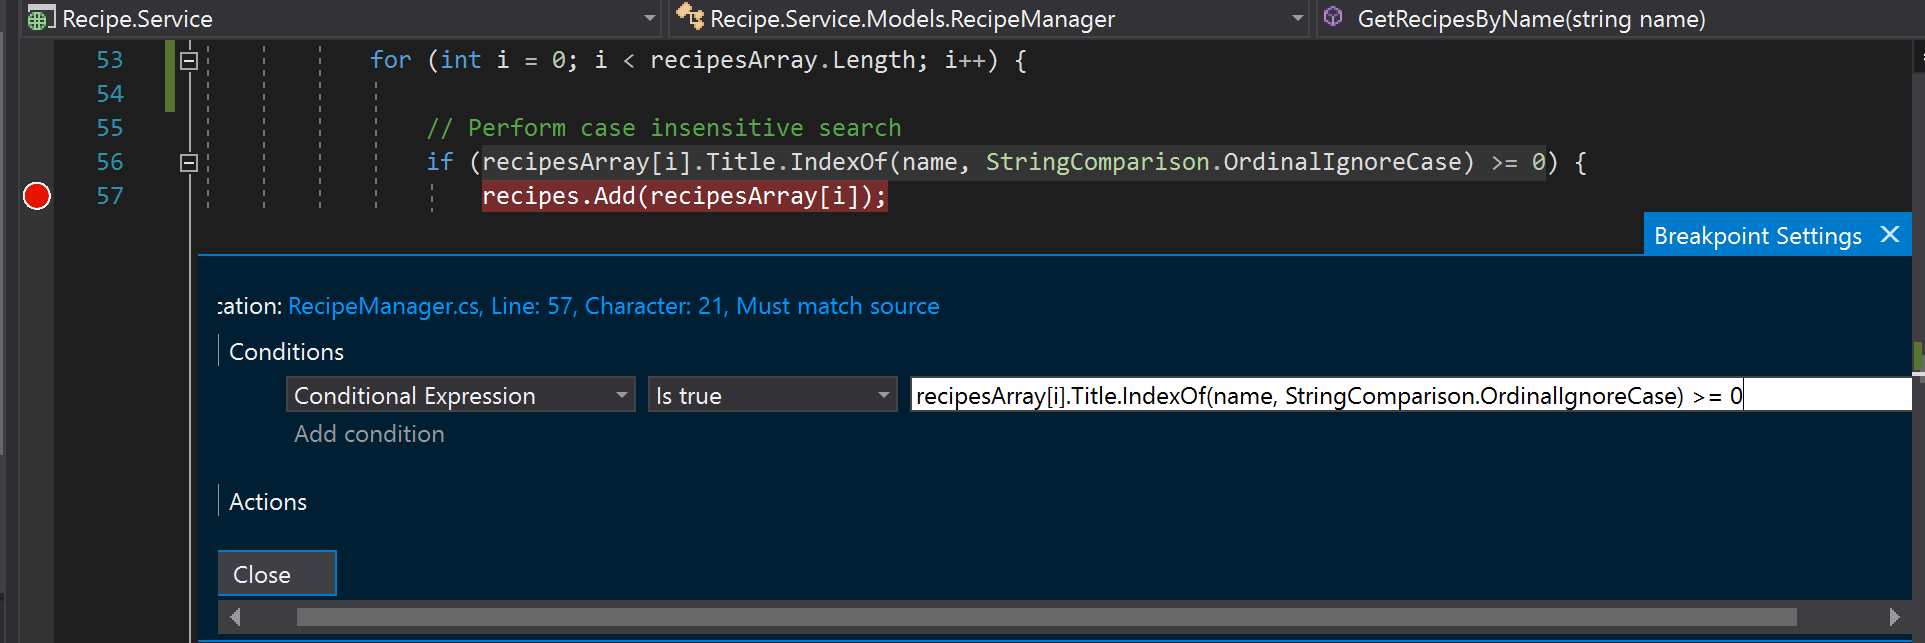 Recipe.Service Recipe.Service.Models.RecipeManager GetRecipesByName(string name)
53 for (int i = 0; i < recipesArray.Length; i++) {
54
55 // Perform case insensitive search
56 if (recipesArray[i].Title.IndexOf(name, StringComparison.OrdinalIgnoreCase) >= 0) {
57 recipes.Add(recipesArray[i]);
Breakpoint Settings
cation: RecipeManager.cs, Line: 57, Character: 21, Must match source
Conditions
Conditional Expression Is true recipesArray[i].Title.IndexOf(name, StringComparison.OrdinalIgnoreCase) >= 0
Add condition
Actions
Close